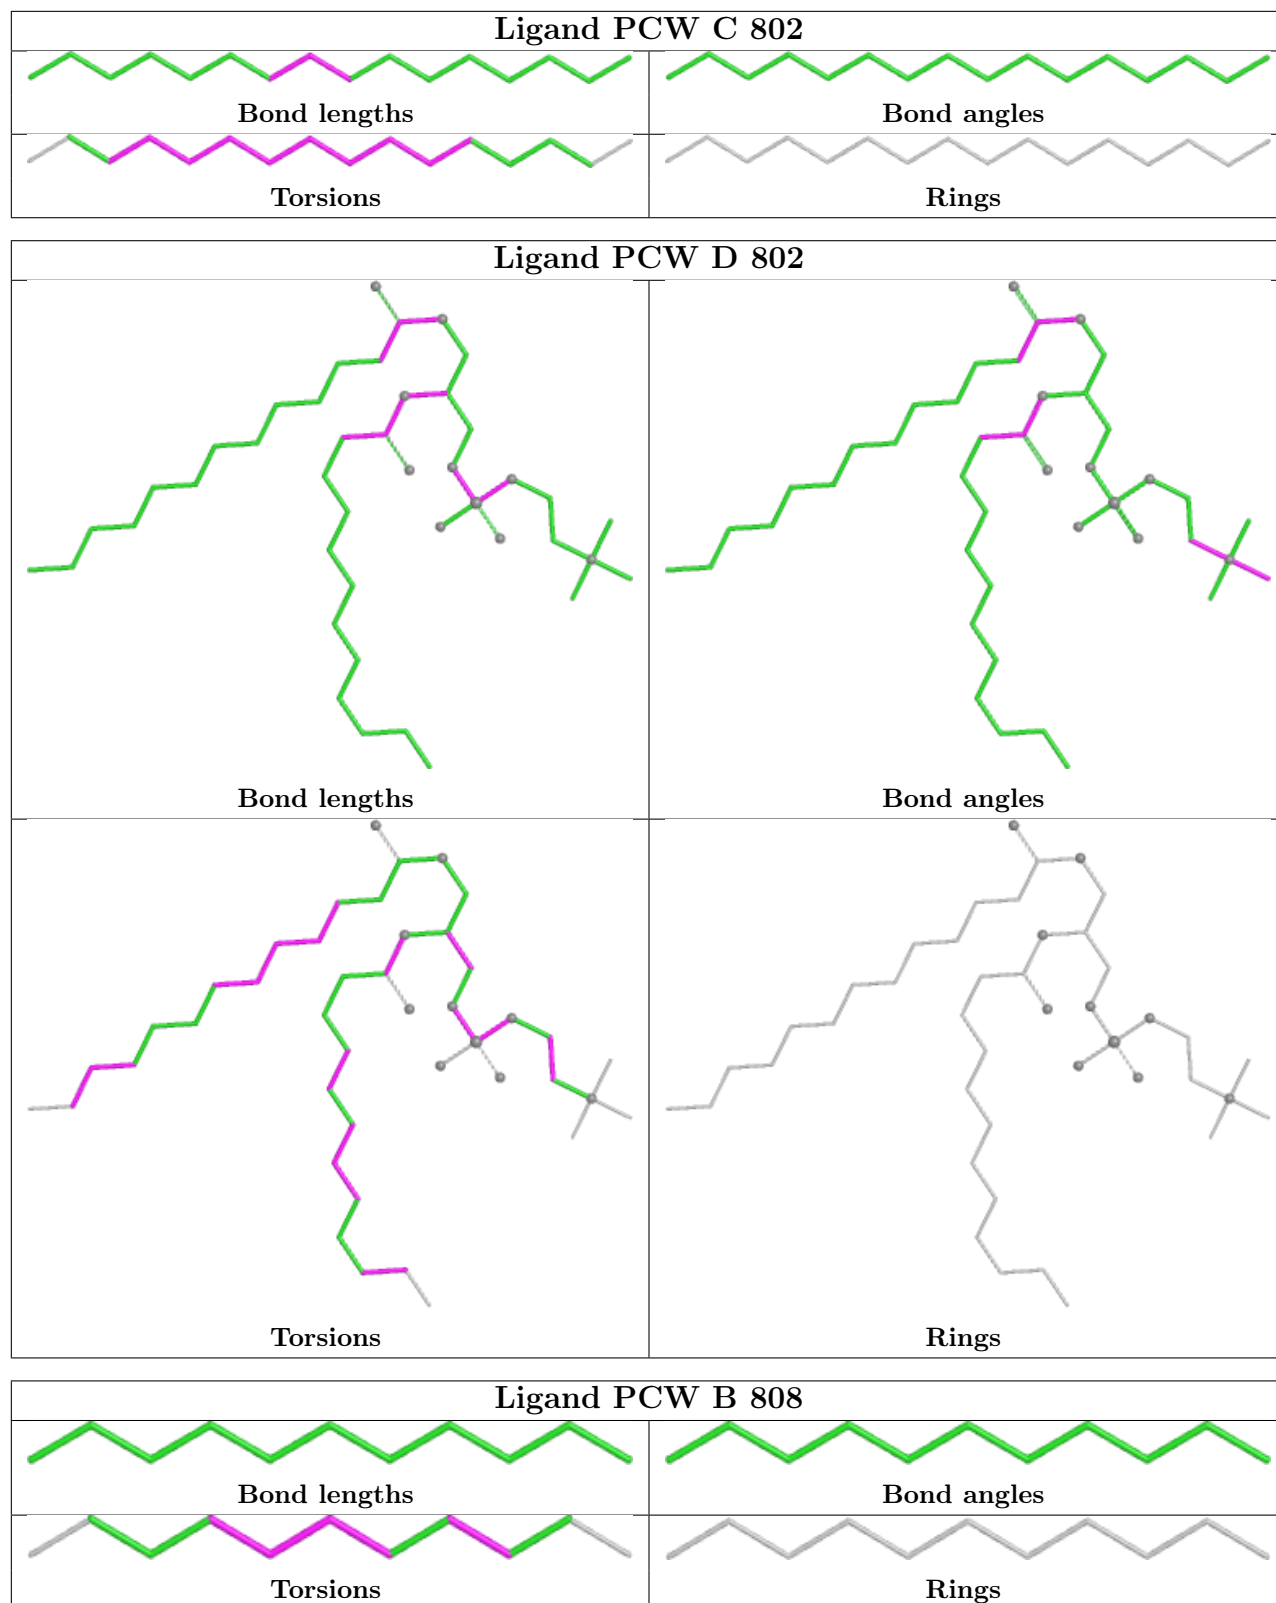 Ligand PCW C 802
Bond lengths
Bond angles
Torsions
Rings
Ligand PCW D 802
Bond lengths
Bond angles
Torsions
Rings
Ligand PCW B 808
Bond lengths
Bond angles
Torsions
Rings